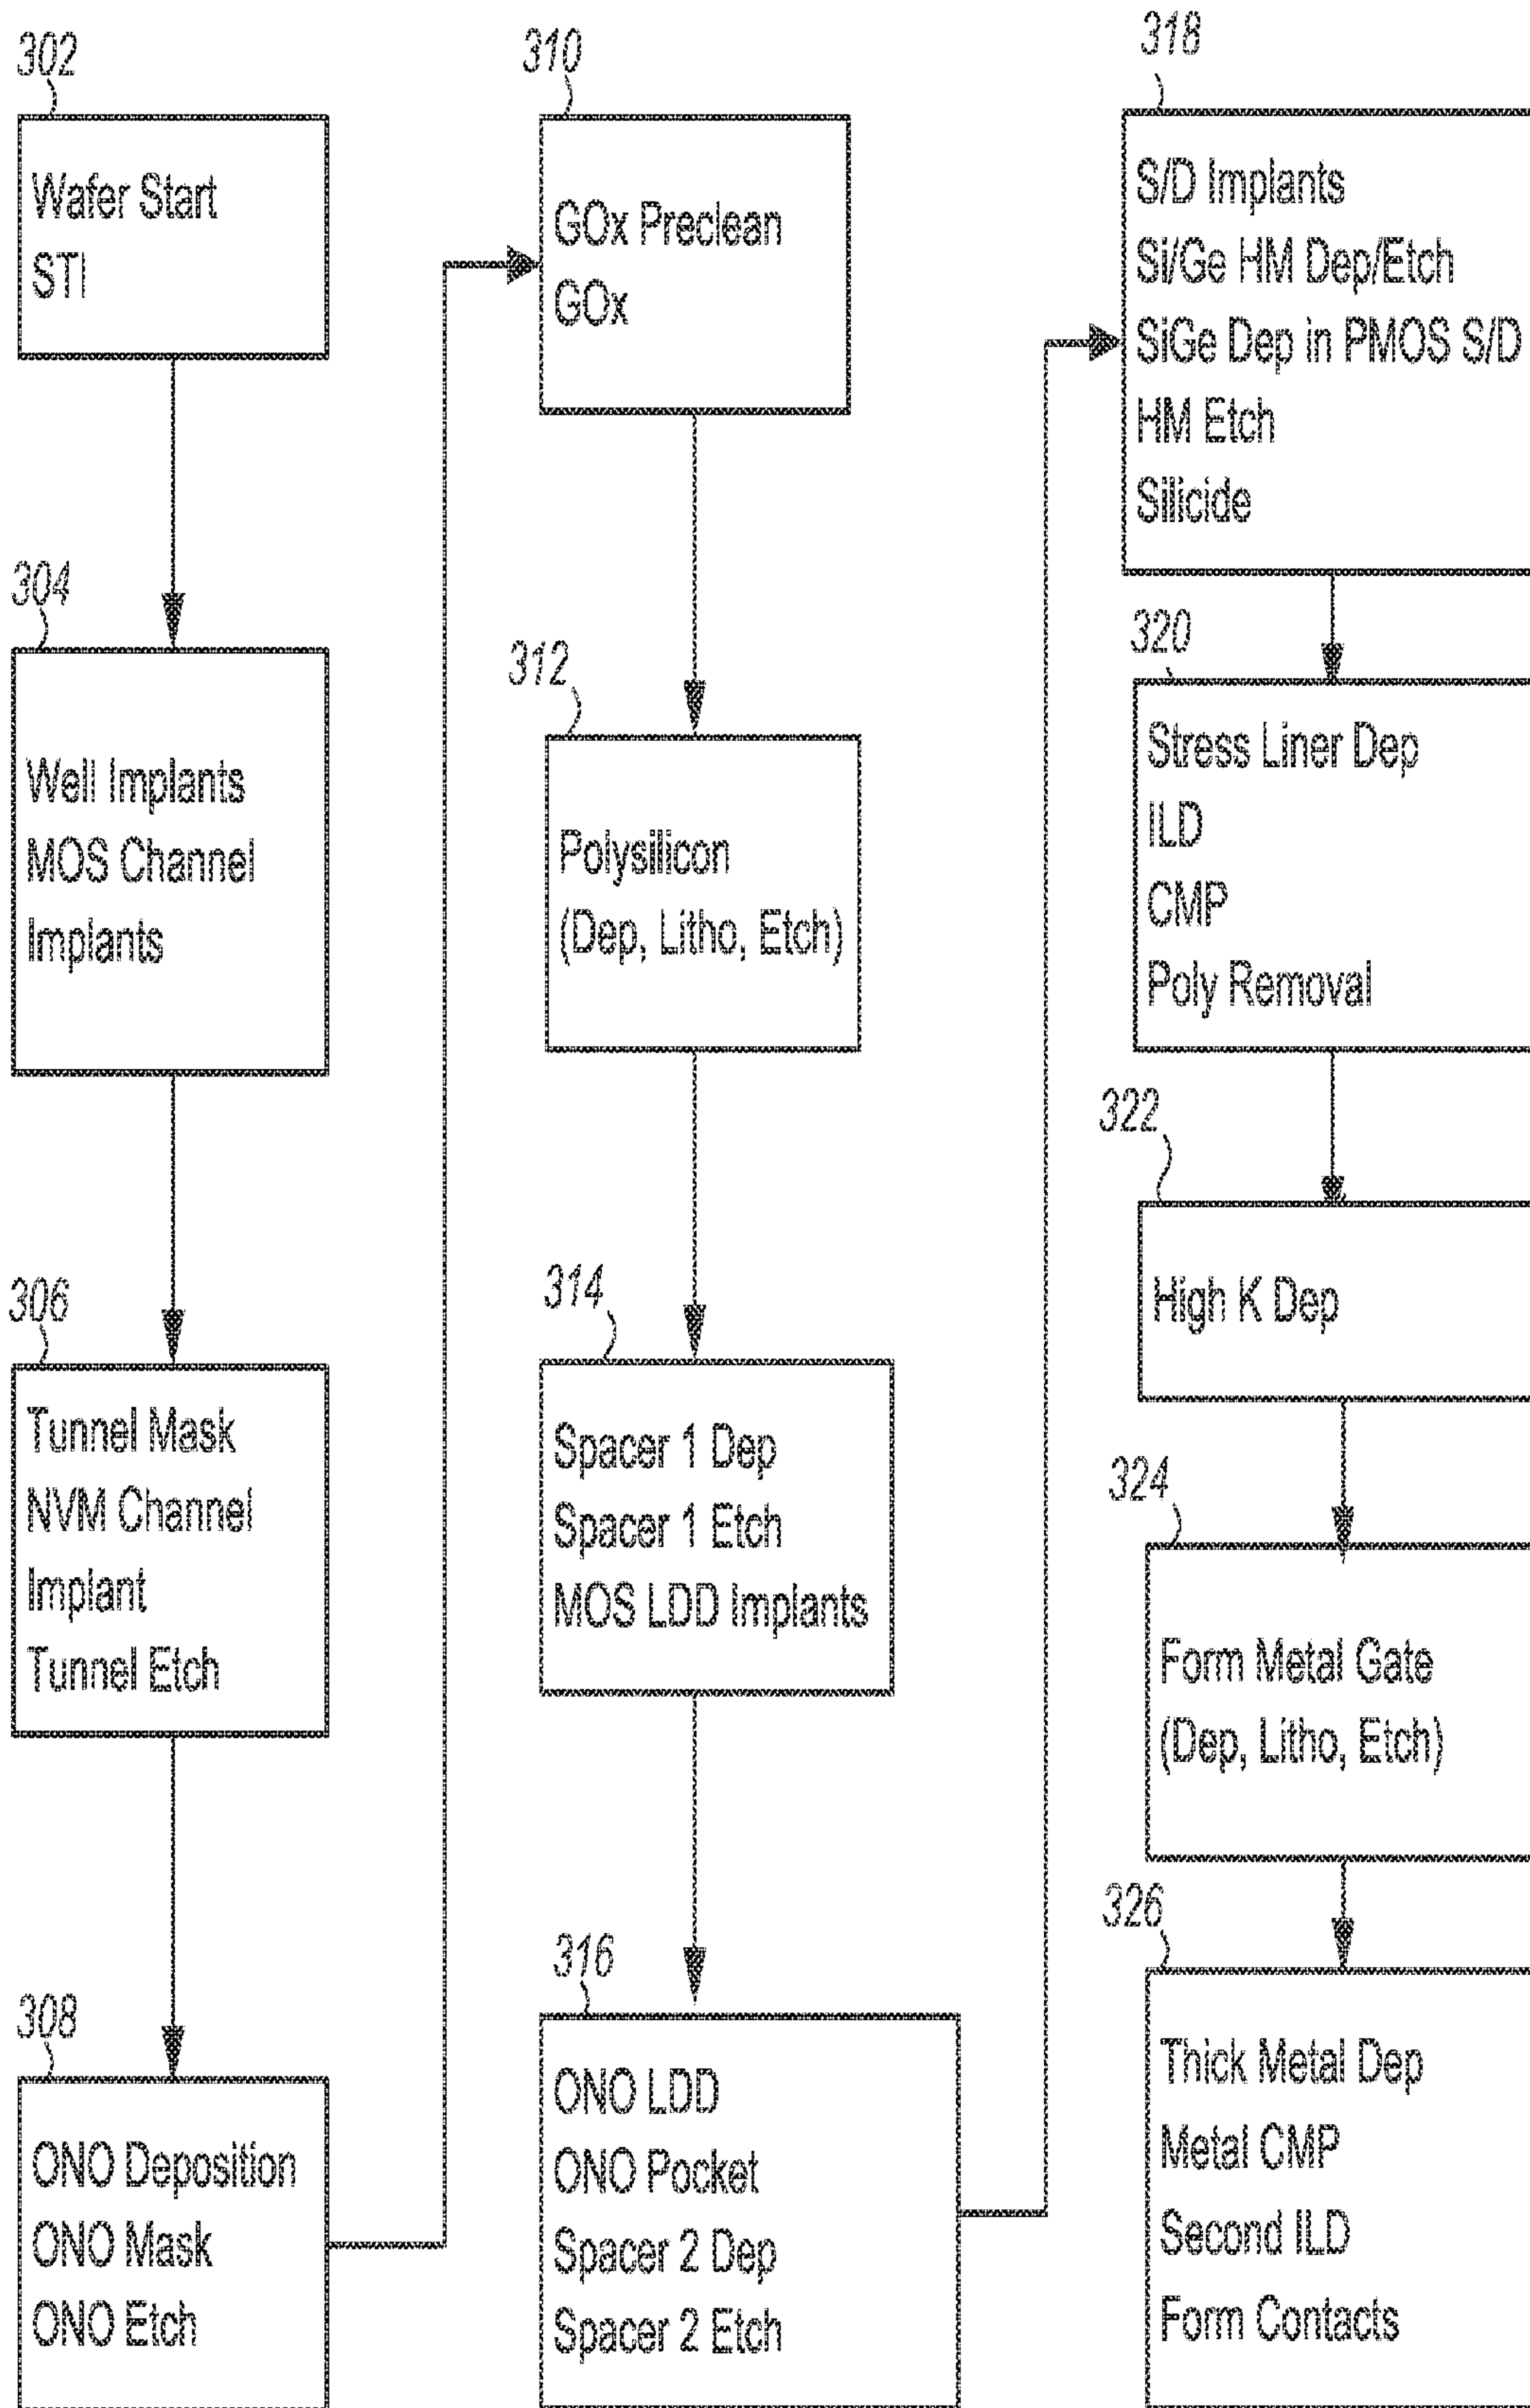 302
Wafer Start
STI
304
Well Implants
MOS Channel
Implants
306
Tunnel Mask
NVM Channel
Implant
Tunnel Etch
308
ONO Deposition
ONO Mask
ONO Etch
310
GOx Preclean
GOx
312
Polysilicon
(Dep, Litho, Etch)
314
Spacer 1 Dep
Spacer 1 Etch
MOS LDD Implants
316
ONO LDD
ONO Pocket
Spacer 2 Dep
Spacer 2 Etch
318
S/D Implants
Si/Ge HM Dep/Etch
SiGe Dep in PMOS S/D
HM Etch
Silicide
320
Stress Liner Dep
ILD
CMP
Poly Removal
322
High K Dep
324
Form Metal Gate
(Dep, Litho, Etch)
326
Thick Metal Dep
Metal CMP
Second ILD
Form Contacts